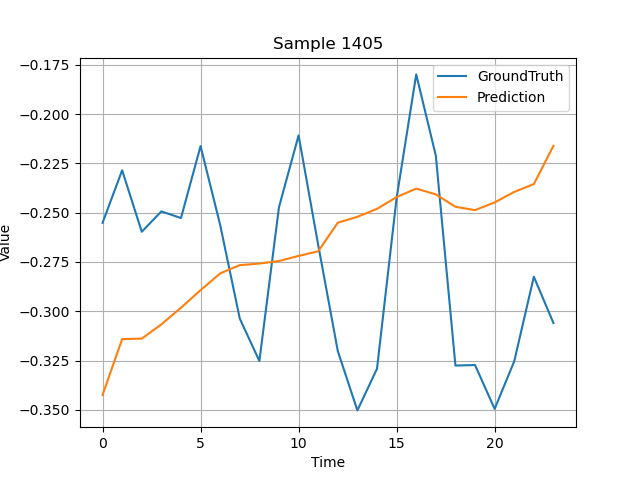 Sample 1405
GroundTruth
Prediction
−0.175
−0.200
−0.225
−0.250
−0.275
−0.300
−0.325
−0.350
Value
0 5 10 15 20
Time